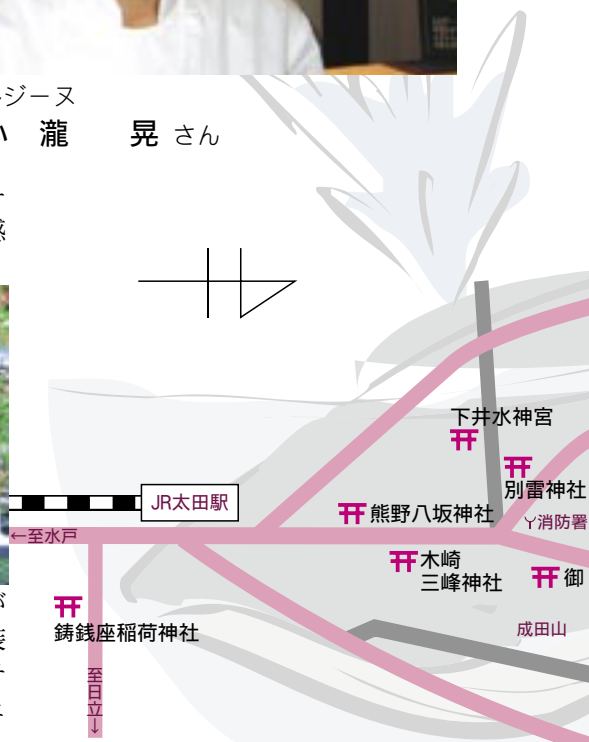 ジーヌ
小 瀧 晃 さん
下井水神宮
別雷神社
消防署
JR太田駅
熊野八坂神社
←至水戸
木崎
三峰神社
御
成田山
鋳銭座稲荷神社
至日立↓